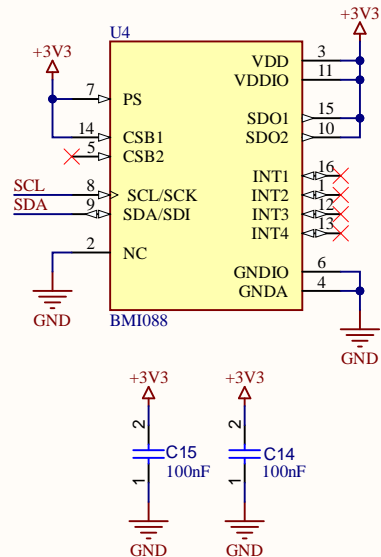 +3V3
U4
+3V3
7 PS
14 CSB1
5 CSB2
SCL 8 SCL/SCK
SDA 9 SDA/SDI
2 NC
VDD 3
VDDIO 11
SDO1 15
SDO2 10
INT1 16
INT2 1
INT3 12
INT4 13
GNDIO 6
GNDA 4
GND
BMI088
GND
+3V3
2
C15
100nF
1
GND
+3V3
2
C14
100nF
1
GND